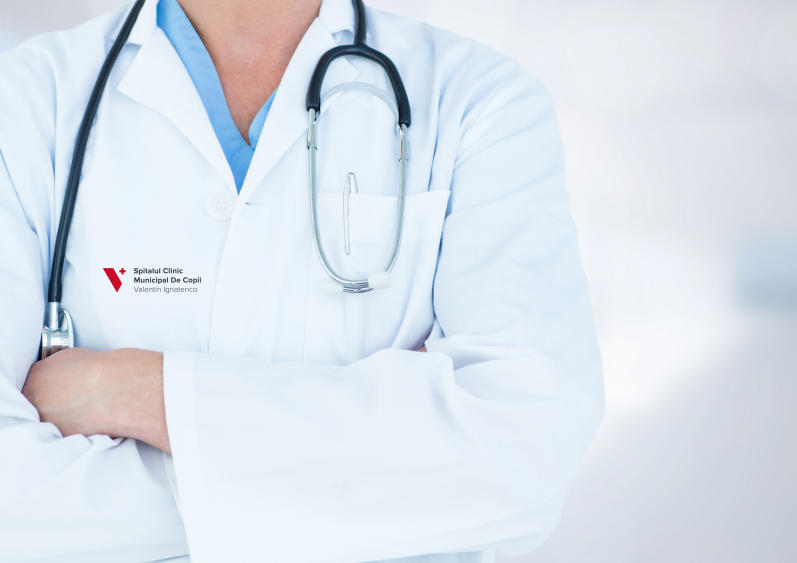 Spitalul Clinic
Municipal De Copii
Valentin Ignatenco